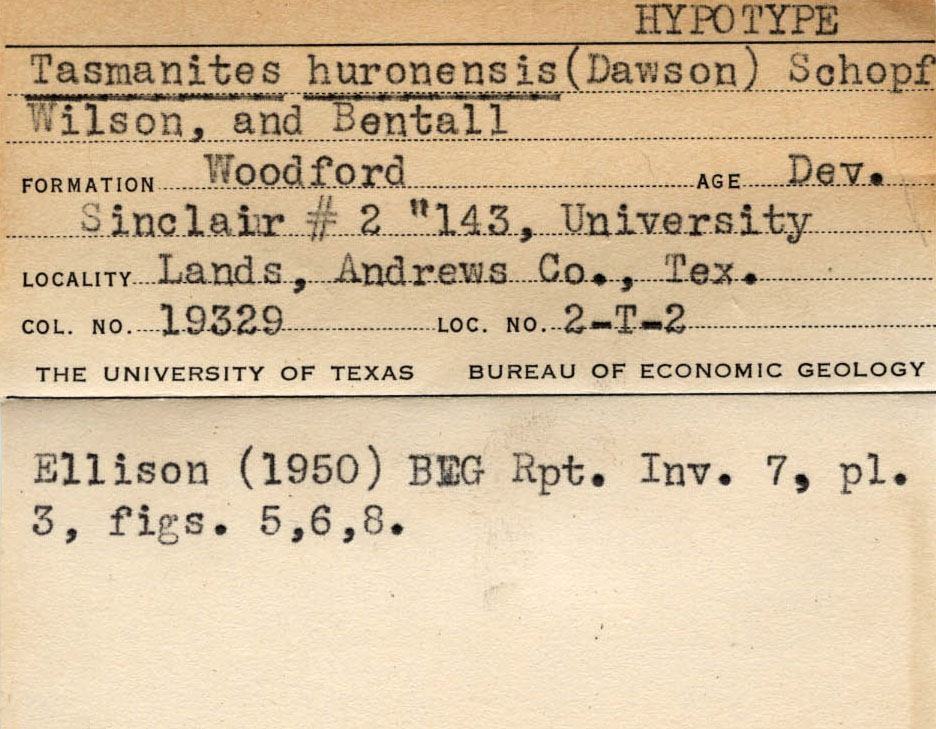 HYPOTYPE
Tasmanites huronensis(Dawson) Schopf
Wilson, and Bentall
FORMATION Woodford AGE Dev.
Sinclair # 2 "143, University
LOCALITY Lands, Andrews Co., Tex.
COL. NO. 19329 LOC. NO. 2-T-2
THE UNIVERSITY OF TEXAS BUREAU OF ECONOMIC GEOLOGY
Ellison (1950) BEG Rpt. Inv. 7, pl.
3, figs. 5,6,8.